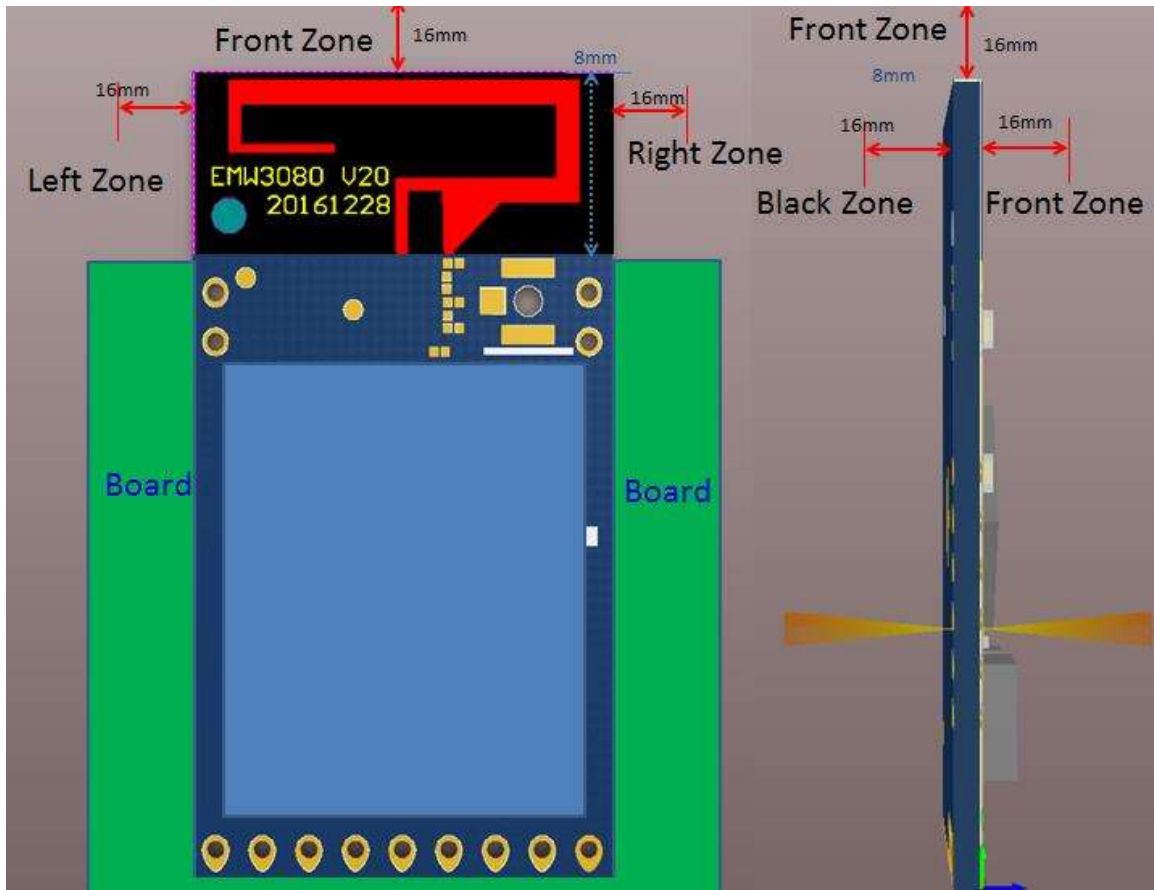 Front Zone
16mm
8mm
16mm
16mm
Left Zone
Right Zone
EMW3080 V20
20161228
Board
Board
Front Zone
16mm
8mm
16mm
16mm
Black Zone
Front Zone